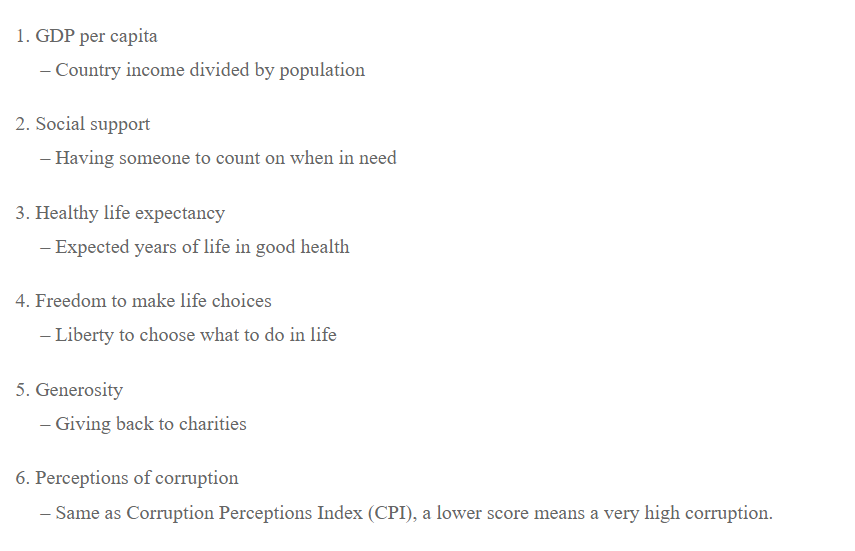 1. GDP per capita
– Country income divided by population
2. Social support
– Having someone to count on when in need
3. Healthy life expectancy
– Expected years of life in good health
4. Freedom to make life choices
– Liberty to choose what to do in life
5. Generosity
– Giving back to charities
6. Perceptions of corruption
– Same as Corruption Perceptions Index (CPI), a lower score means a very high corruption.